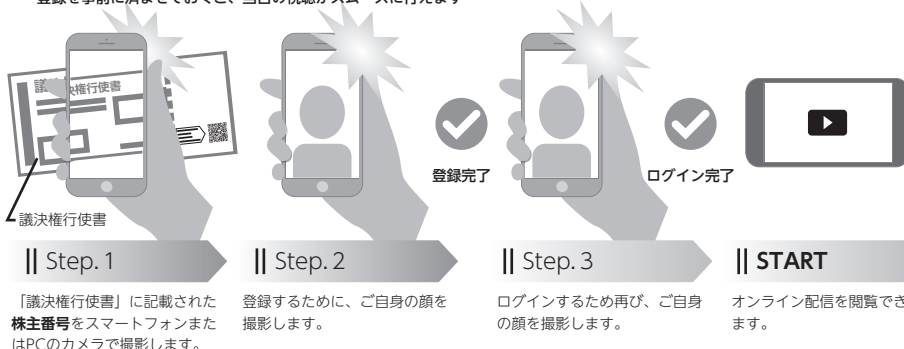 登録を事前に済ませておくと、当日の視聴がスムーズに行えます
議決権行使書
登録完了
ログイン完了
議決権行使書
|| Step. 1
「議決権行使書」に記載された
株主番号をスマートフォンまた
はPCのカメラで撮影します。
|| Step. 2
登録するために、ご自身の顔を
撮影します。
|| Step. 3
ログインするため再び、ご自身
の顔を撮影します。
|| START
オンライン配信を閲覧でき
ます。